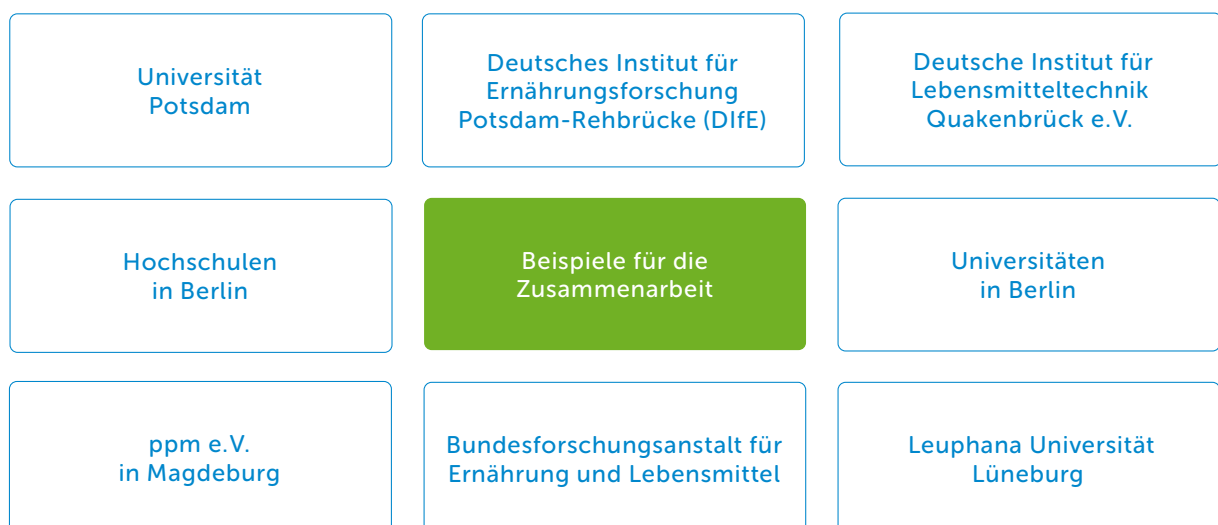 Universität
Potsdam
Deutsches Institut für
Ernährungsforschung
Potsdam-Rehbrücke (DIfE)
Deutsche Institut für
Lebensmitteltechnik
Quakenbrück e.V.
Hochschulen
in Berlin
Beispiele für die
Zusammenarbeit
Universitäten
in Berlin
ppm e.V.
in Magdeburg
Bundesforschungsanstalt für
Ernährung und Lebensmittel
Leuphana Universität
Lüneburg